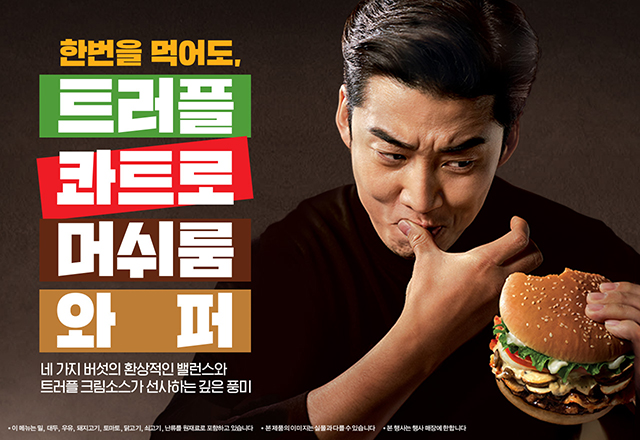 한번을 먹어도,
트러플
콰트로
머쉬룸
와 퍼
네 가지 버섯의 환상적인 밸런스와
트러플 크림소스가 선사하는 깊은 풍미
• 이 메뉴는 밀, 대두, 우유, 돼지고기, 토마토, 닭고기, 쇠고기, 난류를 원재료로 포함하고 있습니다 • 본 제품의 이미지는 실물과 다를 수 있습니다 • 본 행사는 행사 매장에 한합니다